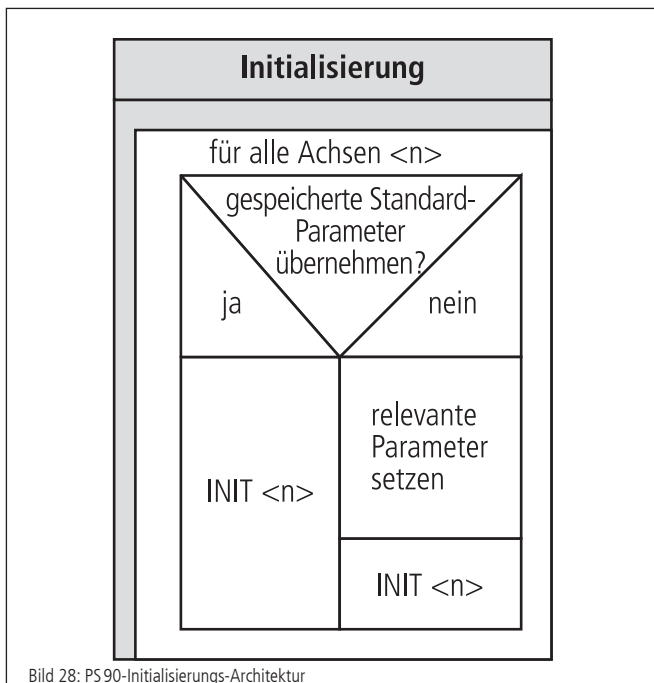 Initialisierung
für alle Achsen <n>
gespeicherte Standard-
Parameter
übernehmen?
ja
nein
relevante
Parameter
setzen
INIT <n>
INIT <n>
Bild 28: PS 90-Initialisierungs-Architektur